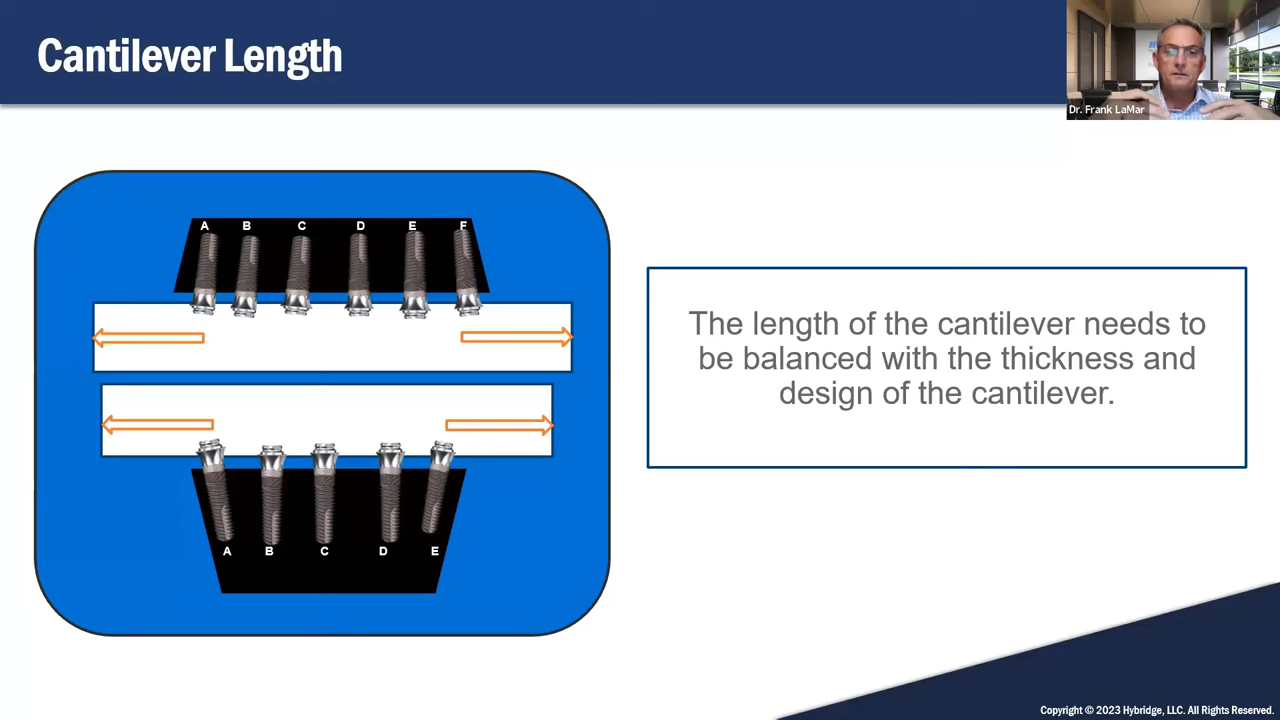 Cantilever Length
Dr. Frank LaMar
A B C D E F
A B C D E
The length of the cantilever needs to
be balanced with the thickness and
design of the cantilever.
Copyright © 2023 Hybridge, LLC. All Rights Reserved.